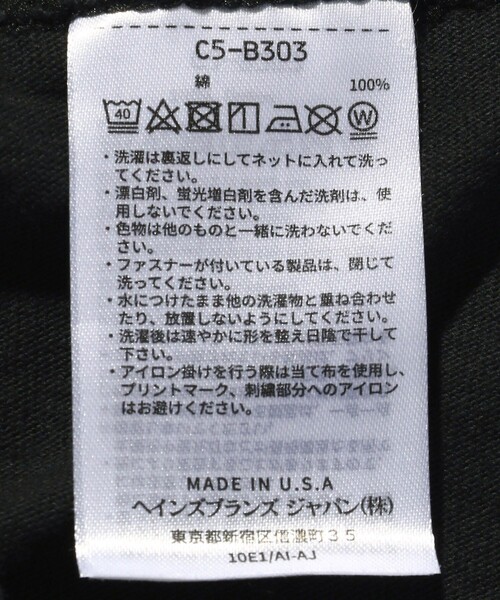 C5-B303
綿 100%
40 W
・洗濯は裏返しにしてネットに入れて洗っ
てください。
・漂白剤、蛍光増白剤を含んだ洗剤は、使
用しないでください。
・色物は他のものと一緒に洗わないでくだ
さい。
・ファスナーが付いている製品は、閉じて
洗ってください。
・水につけたまま他の洗濯物と重ね合わせ
たり、放置しないようにしてください。
・洗濯後は速やかに形を整え日陰で干して
下さい。
・アイロン掛けを行う際は当て布を使用し、
プリントマーク、刺繍部分へのアイロン
はお避けください。
MADE IN U.S.A
ヘインズブランズ ジャパン(株)
東京都新宿区信濃町35
10E1/AI-AJ